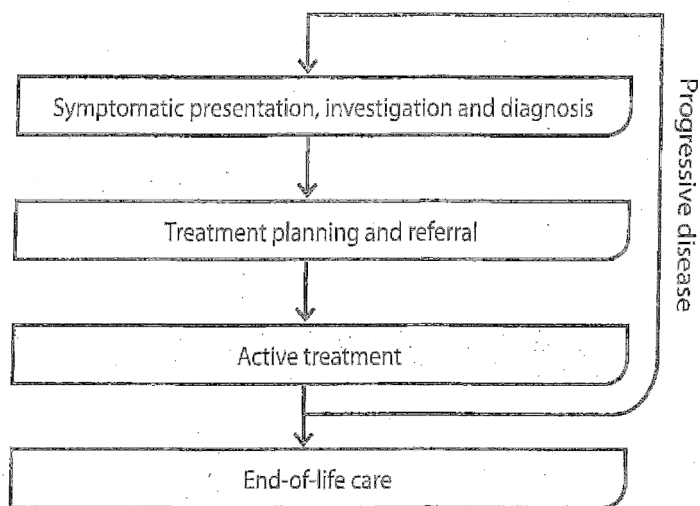 Symptomatic presentation, investigation and diagnosis
Treatment planning and referral
Active treatment
End-of-life care
Progressive disease